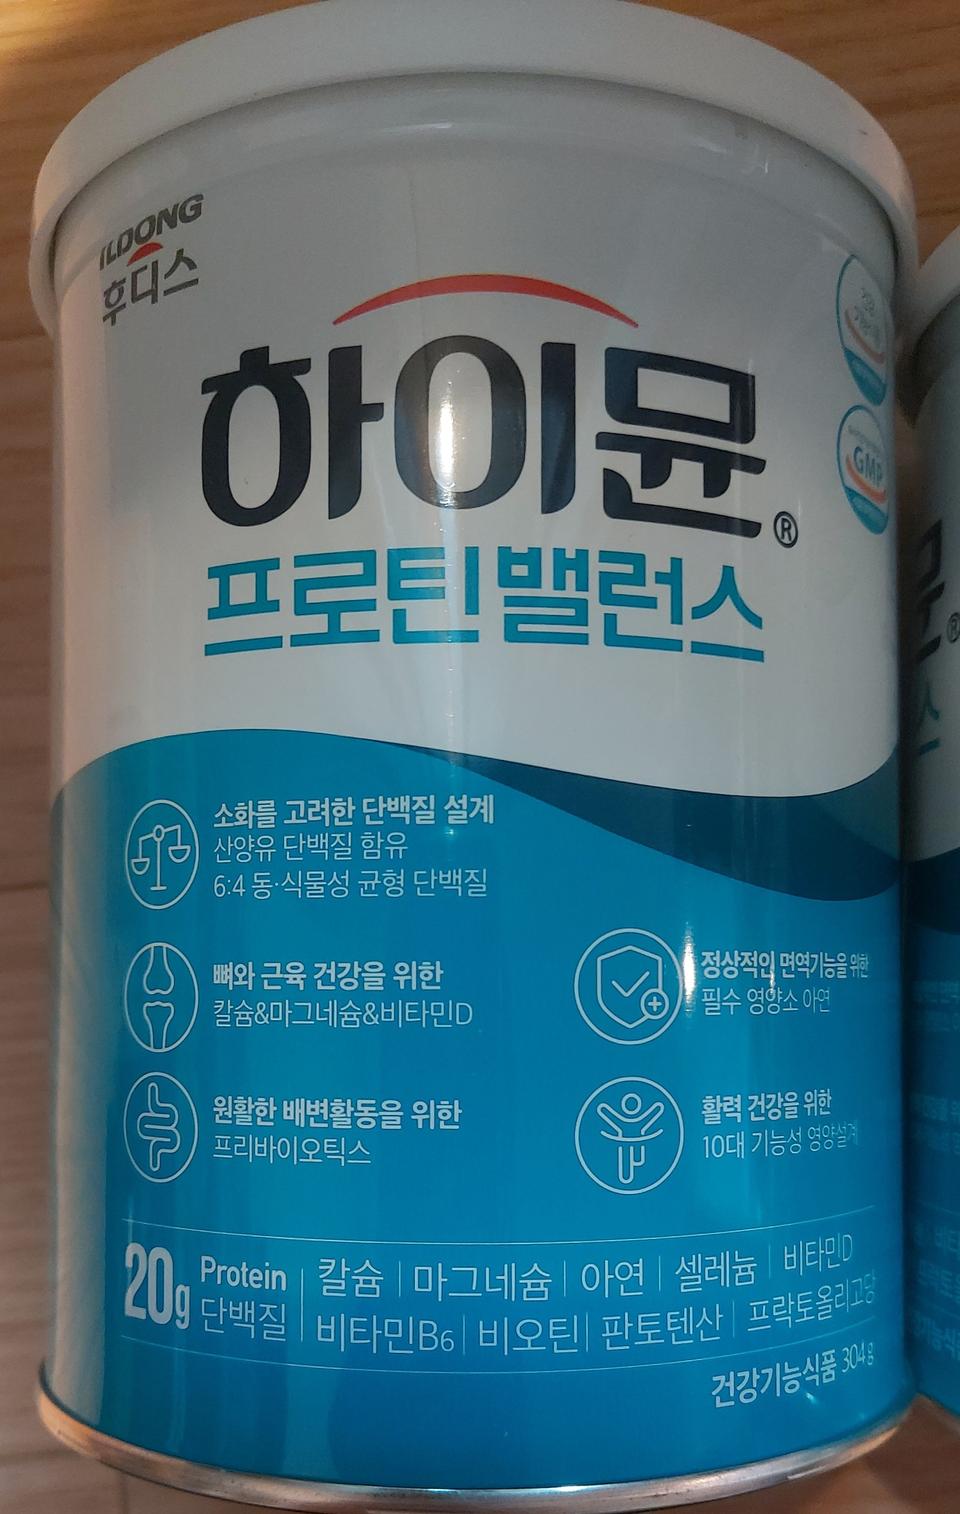 ILDONG
후디스
하이뮨®
프로틴 밸런스
GMP
소화를 고려한 단백질 설계
산양유 단백질 함유
6:4 동·식물성 균형 단백질
뼈와 근육 건강을 위한
칼슘&마그네슘&비타민D
원활한 배변활동을 위한
프리바이오틱스
정상적인 면역기능을 위한
필수 영양소 아연
활력 건강을 위한
10대 기능성 영양설계
20g Protein 단백질
칼슘 | 마그네슘 | 아연 | 셀레늄 | 비타민D
비타민B6 | 비오틴 | 판토텐산 | 프락토올리고당
건강기능식품 304g